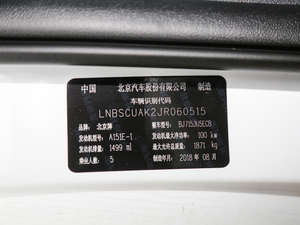 中国 北京汽车股份有限公司 制造
车辆识别代码
LNBSCUAK2JR060515
品牌: 北京牌 整车型号: BJ7153U5ECB
发动机型号: A151E-1 发动机最大净功率: 100 kW
发动机排量: 1499 ml 最大允许总质量: 1871 kg
乘坐人数: 5 制造年月: 2018 年 08 月